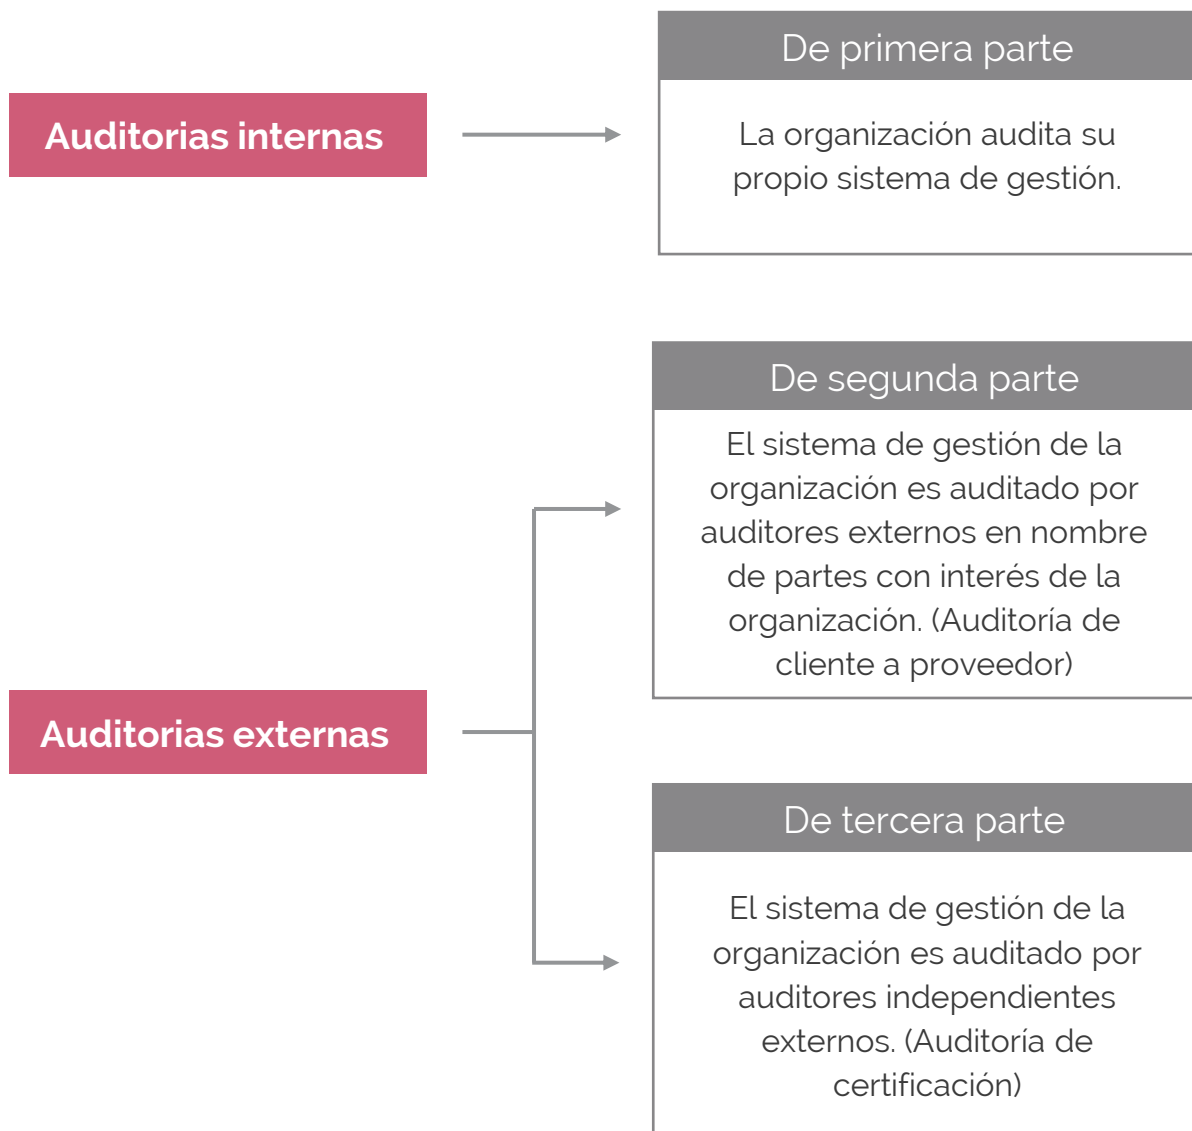 Auditorias internas
De primera parte
La organización audita su
propio sistema de gestión.
Auditorias externas
De segunda parte
El sistema de gestión de la
organización es auditado por
auditores externos en nombre
de partes con interés de la
organización. (Auditoría de
cliente a proveedor)
De tercera parte
El sistema de gestión de la
organización es auditado por
auditores independientes
externos. (Auditoría de
certificación)